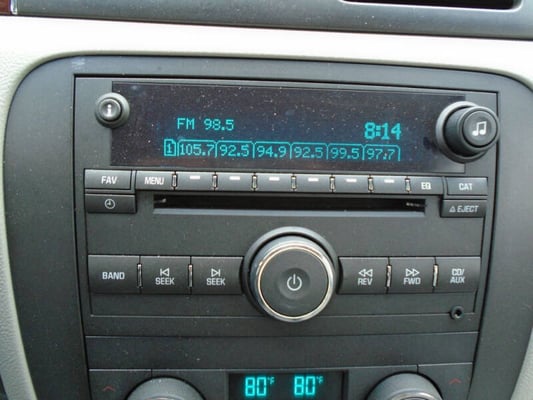 FM 98.5 8:14
1 105.7 92.5 94.9 92.5 99.5 97.7
FAV MENU EQ CAT
EJECT
BAND SEEK SEEK REV FWD CD/AUX
80°F 80°F